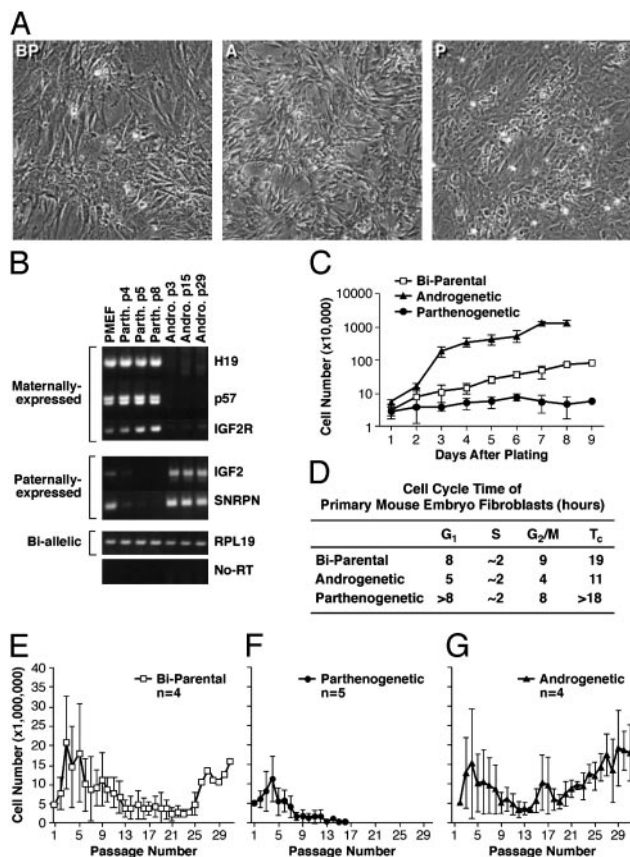 A
BP
A
P
B
PMEF
Parth. p4
Parth. p5
Parth. p8
Andro. p3
Andro. p15
Andro. p29
Maternally-
expressed
H19
p57
IGF2R
Paternally-
expressed
IGF2
SNRPN
Bi-allelic
RPL19
No-RT
C
Bi-Parental
Androgenetic
Parthenogenetic
Cell Number (x10,000)
10000
1000
100
10
1
1 2 3 4 5 6 7 8 9
Days After Plating
D
Cell Cycle Time of
Primary Mouse Embryo Fibroblasts (hours)
G1 S G2/M Tc
Bi-Parental 8 ~2 9 19
Androgenetic 5 ~2 4 11
Parthenogenetic >8 ~2 8 >18
E
Bi-Parental
n=4
Cell Number (x1,000,000)
40
35
30
25
20
15
10
5
0
1 5 9 13 17 21 25 29
Passage Number
F
Parthenogenetic
n=5
1 5 9 13 17 21 25 29
Passage Number
G
Androgenetic
n=4
1 5 9 13 17 21 25 29
Passage Number